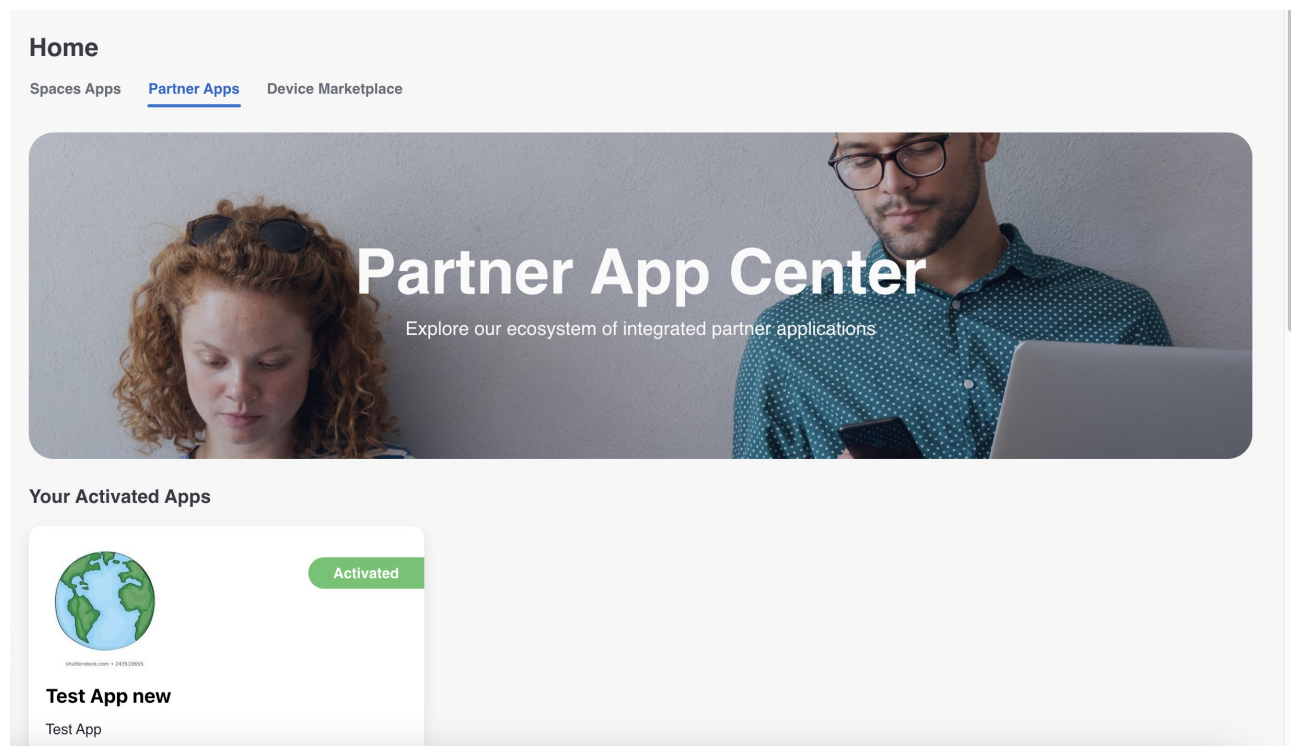 Home
Spaces Apps Partner Apps Device Marketplace
Partner App Center
Explore our ecosystem of integrated partner applications
Your Activated Apps
Activated
shutterstock.com • 243519655
Test App new
Test App